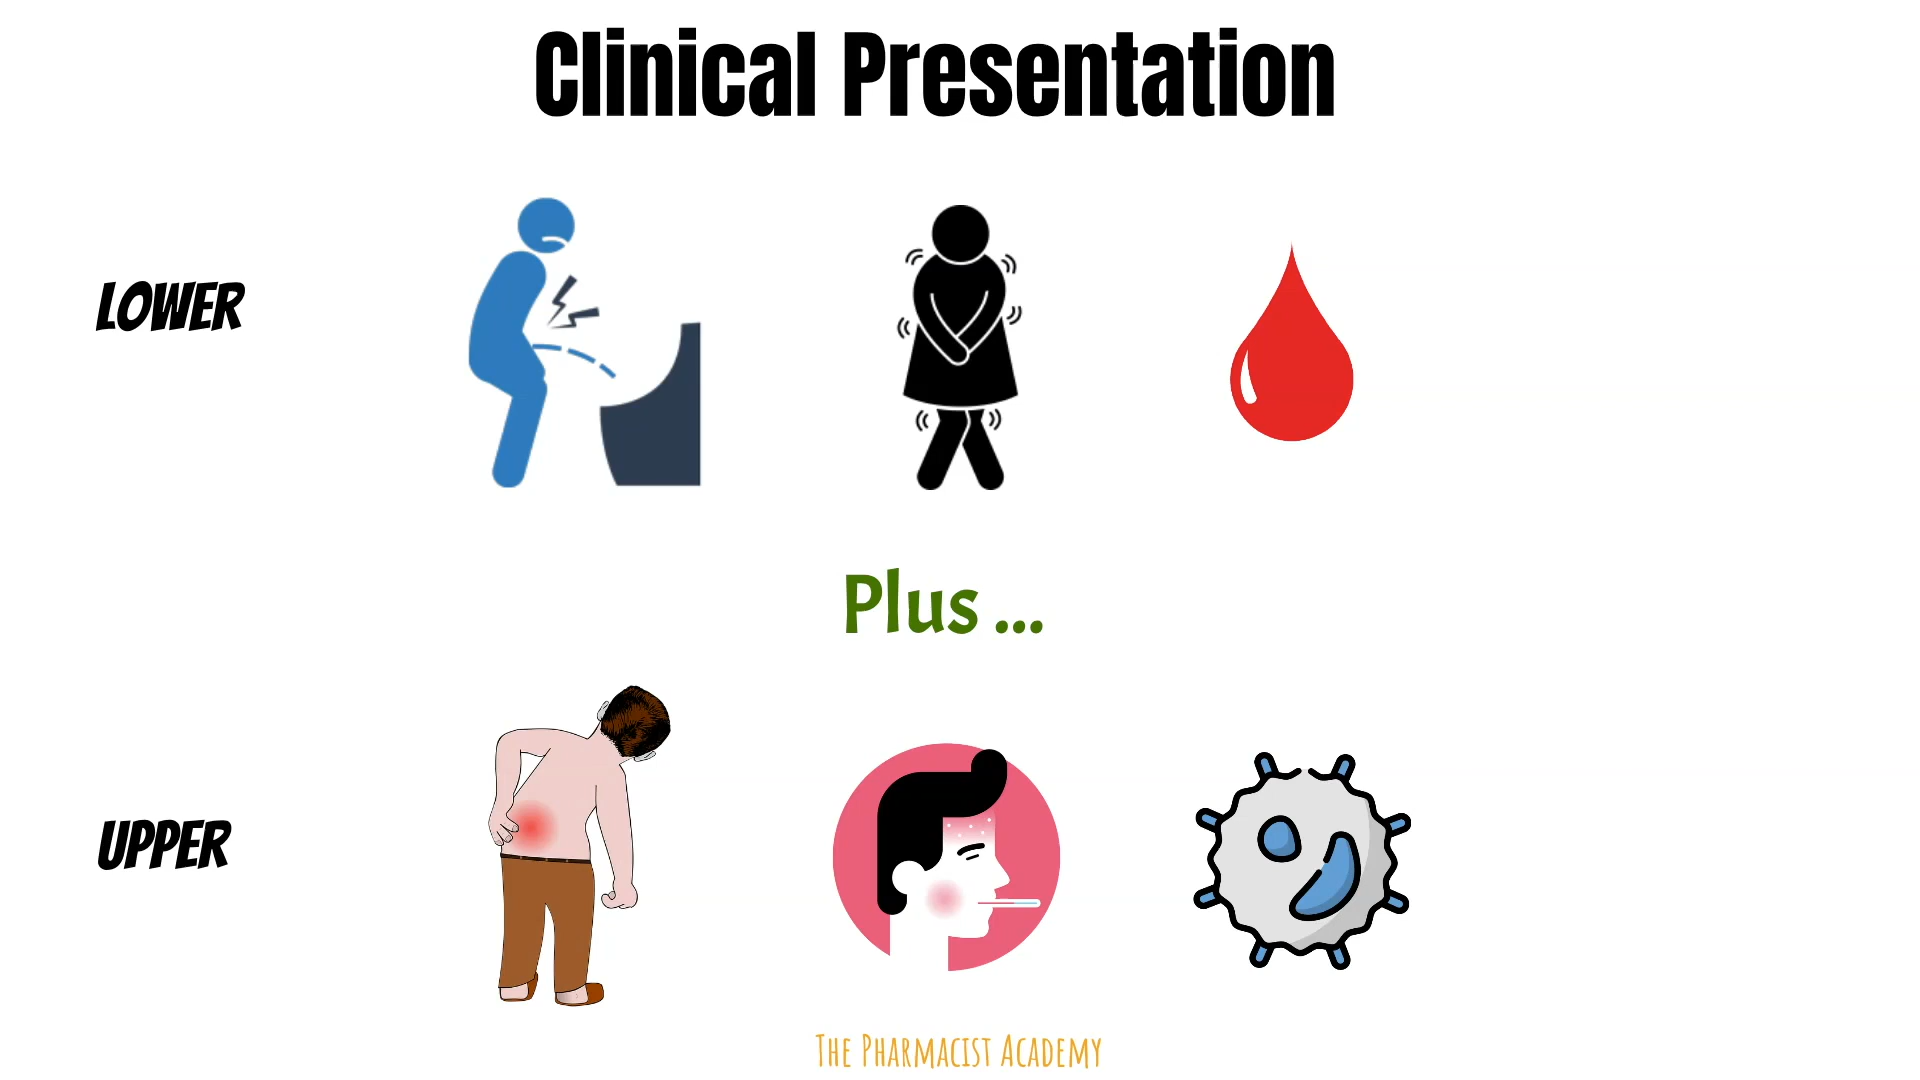 Clinical Presentation
LOWER
Plus ...
UPPER
The Pharmacist Academy